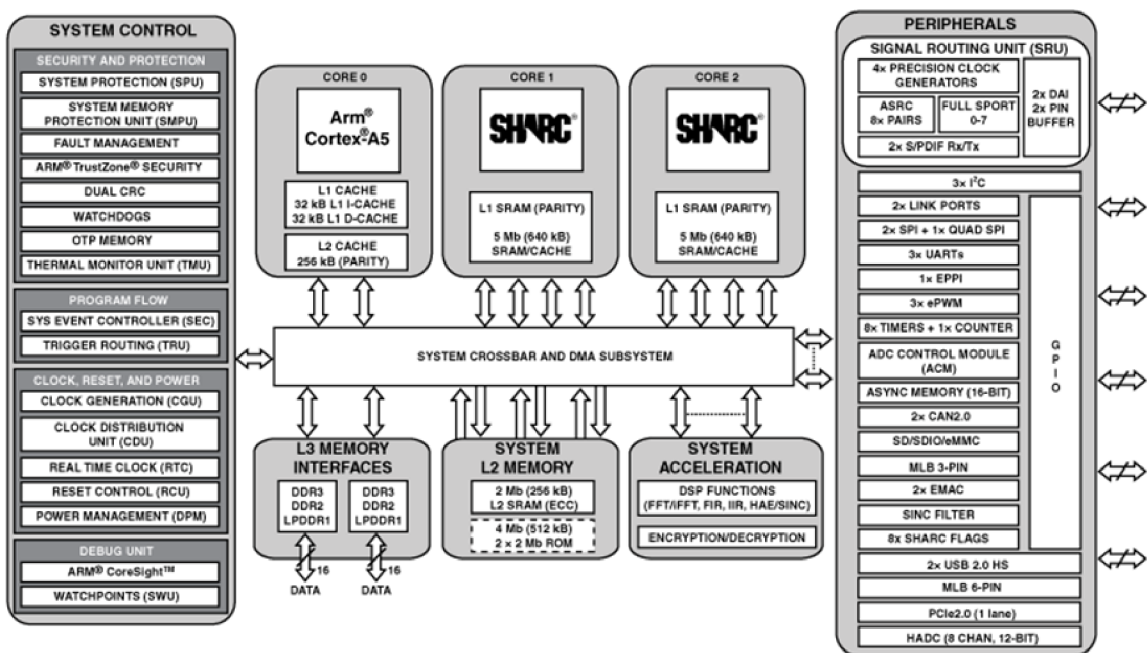 SYSTEM CONTROL
SECURITY AND PROTECTION
SYSTEM PROTECTION (SPU)
SYSTEM MEMORY
PROTECTION UNIT (SMPU)
FAULT MANAGEMENT
ARM® TrustZone® SECURITY
DUAL CRC
WATCHDOGS
OTP MEMORY
THERMAL MONITOR UNIT (TMU)
PROGRAM FLOW
SYS EVENT CONTROLLER (SEC)
TRIGGER ROUTING (TRU)
CLOCK, RESET, AND POWER
CLOCK GENERATION (CGU)
CLOCK DISTRIBUTION
UNIT (CDU)
REAL TIME CLOCK (RTC)
RESET CONTROL (RCU)
POWER MANAGEMENT (DPM)
DEBUG UNIT
ARM® CoreSight™
WATCHPOINTS (SWU)
CORE 0
Arm®
Cortex®-A5
L1 CACHE
32 kB L1 I-CACHE
32 kB L1 D-CACHE
L2 CACHE
256 kB (PARITY)
CORE 1
SHARC®
L1 SRAM (PARITY)
5 Mb (640 kB)
SRAM/CACHE
CORE 2
SHARC®
L1 SRAM (PARITY)
5 Mb (640 kB)
SRAM/CACHE
SYSTEM CROSSBAR AND DMA SUBSYSTEM
L3 MEMORY
INTERFACES
DDR3
DDR2
LPDDR1
DDR3
DDR2
LPDDR1
16
16
DATA
DATA
SYSTEM
L2 MEMORY
2 Mb (256 kB)
L2 SRAM (ECC)
4 Mb (512 kB)
2 × 2 Mb ROM
SYSTEM
ACCELERATION
DSP FUNCTIONS
(FFT/iFFT, FIR, IIR, HAE/SINC)
ENCRYPTION/DECRYPTION
PERIPHERALS
SIGNAL ROUTING UNIT (SRU)
4× PRECISION CLOCK
GENERATORS
ASRC
8× PAIRS
FULL SPORT
0-7
2× S/PDIF Rx/Tx
2× DAI
2× PIN
BUFFER
3× I²C
2× LINK PORTS
2× SPI + 1× QUAD SPI
3× UARTs
1× EPPI
3× ePWM
8× TIMERS + 1× COUNTER
ADC CONTROL MODULE
(ACM)
ASYNC MEMORY (16-BIT)
2× CAN2.0
SD/SDIO/eMMC
MLB 3-PIN
2× EMAC
SINC FILTER
8× SHARC FLAGS
GPIO
2× USB 2.0 HS
MLB 6-PIN
PCIe2.0 (1 lane)
HADC (8 CHAN, 12-BIT)